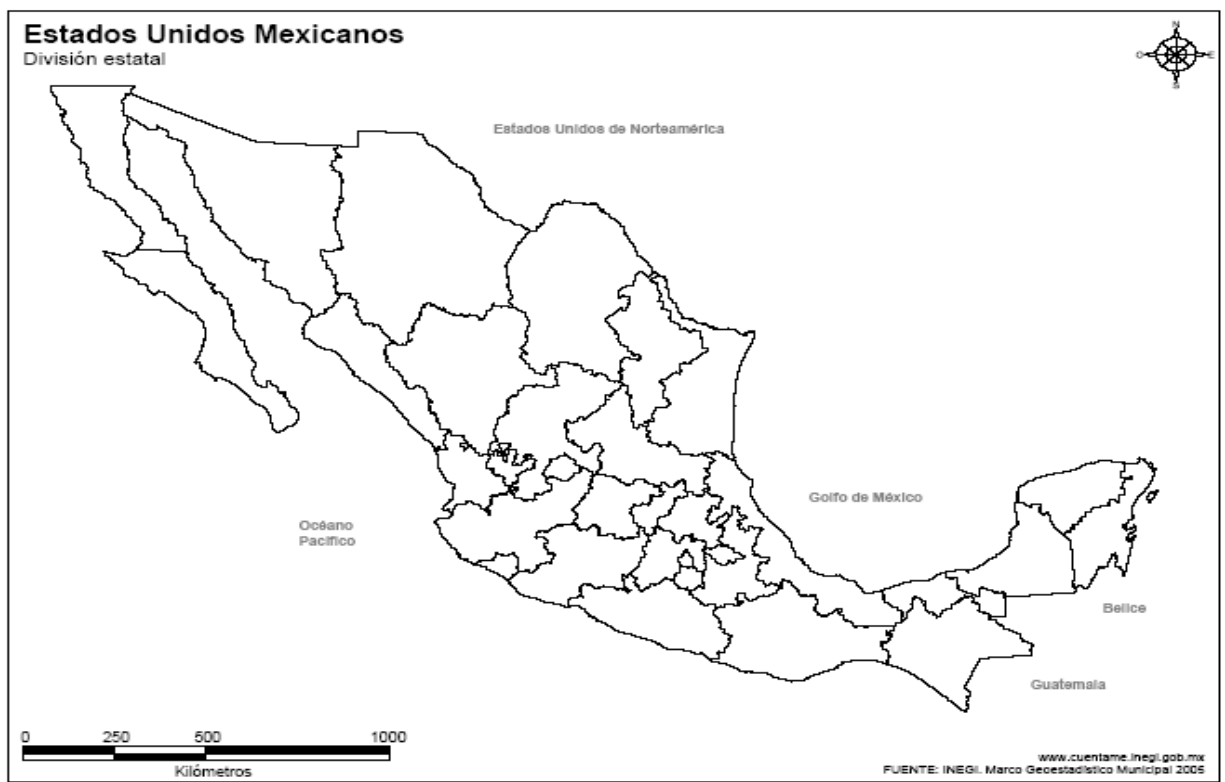 Estados Unidos Mexicanos
División estatal
N
O
E
S
Estados Unidos de Norteamérica
Golfo de México
Océano
Pacífico
Belice
Guatemala
0 250 500 1000
Kilómetros
www.cuentame.inegi.gob.mx
FUENTE: INEGI. Marco Geoestadístico Municipal 2005